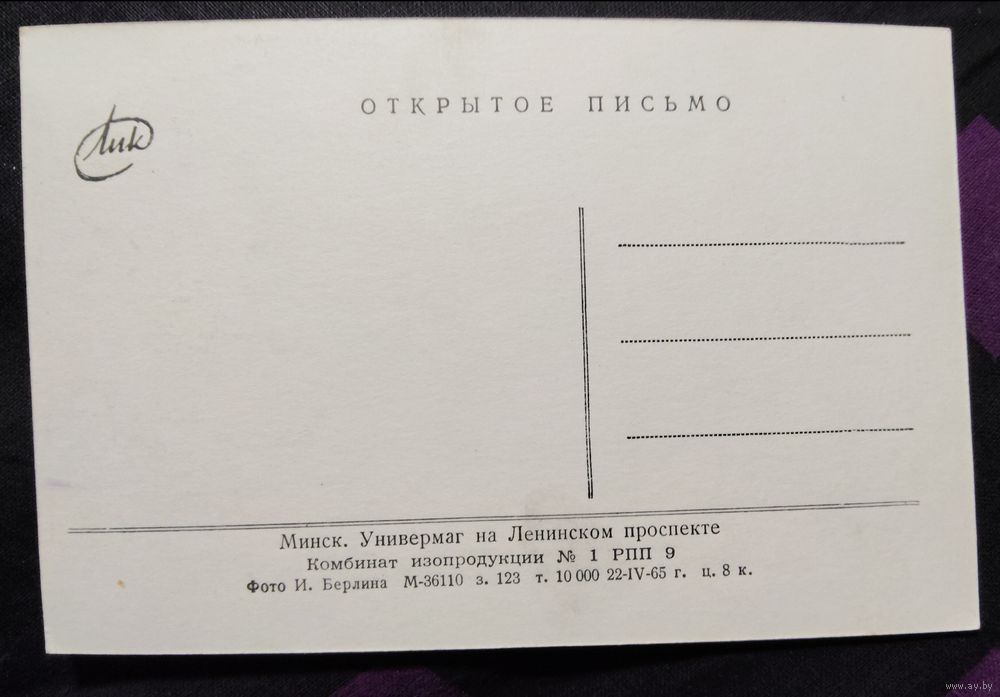 ОТКРЫТОЕ ПИСЬМО
Лик
Минск. Универмаг на Ленинском проспекте
Комбинат изопродукции № 1 РПП 9
Фото И. Берлина М-36110 з. 123 т. 10 000 22-IV-65 г. ц. 8 к.
www.ay.by